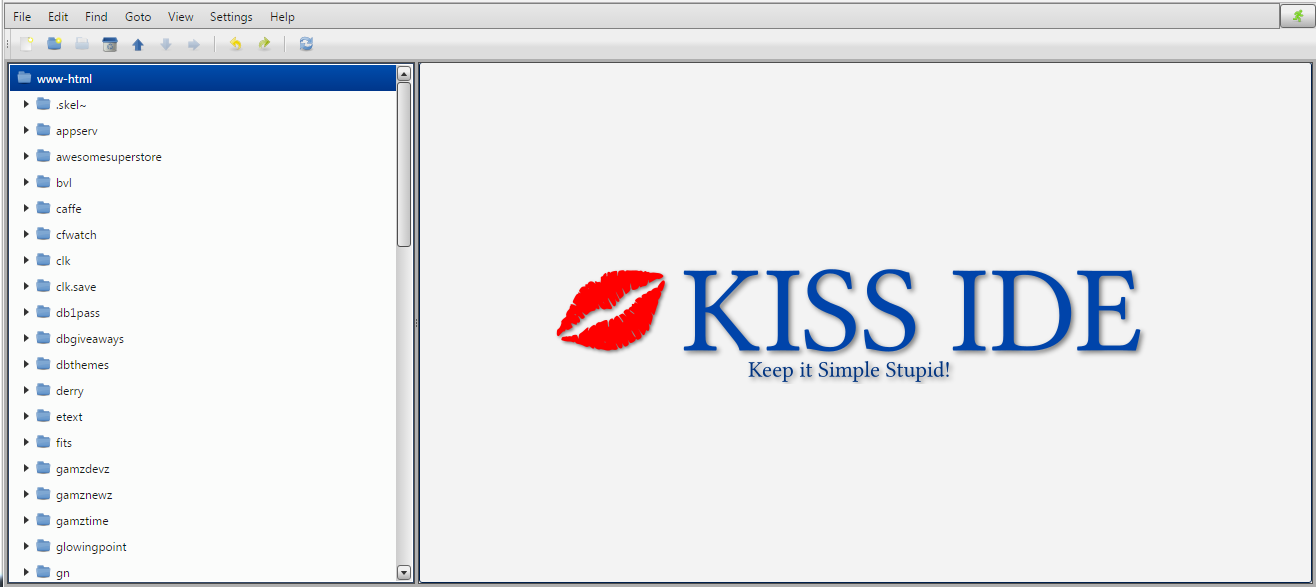 File Edit Find Goto View Settings Help
www-html
.skel~
appserv
awesomesuperstore
bvl
caffe
cfwatch
clk
clk.save
db1pass
dbgiveaways
dbthemes
derry
etext
fits
gamzdevz
gamznewz
gamztime
glowingpoint
gn
KISS IDE
Keep it Simple Stupid!